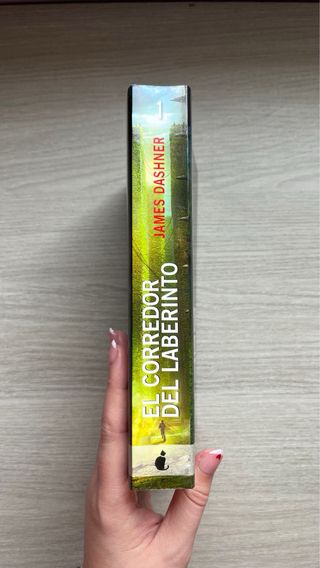 1
JAMES DASHNER
EL CORREDOR
DEL LABERINTO